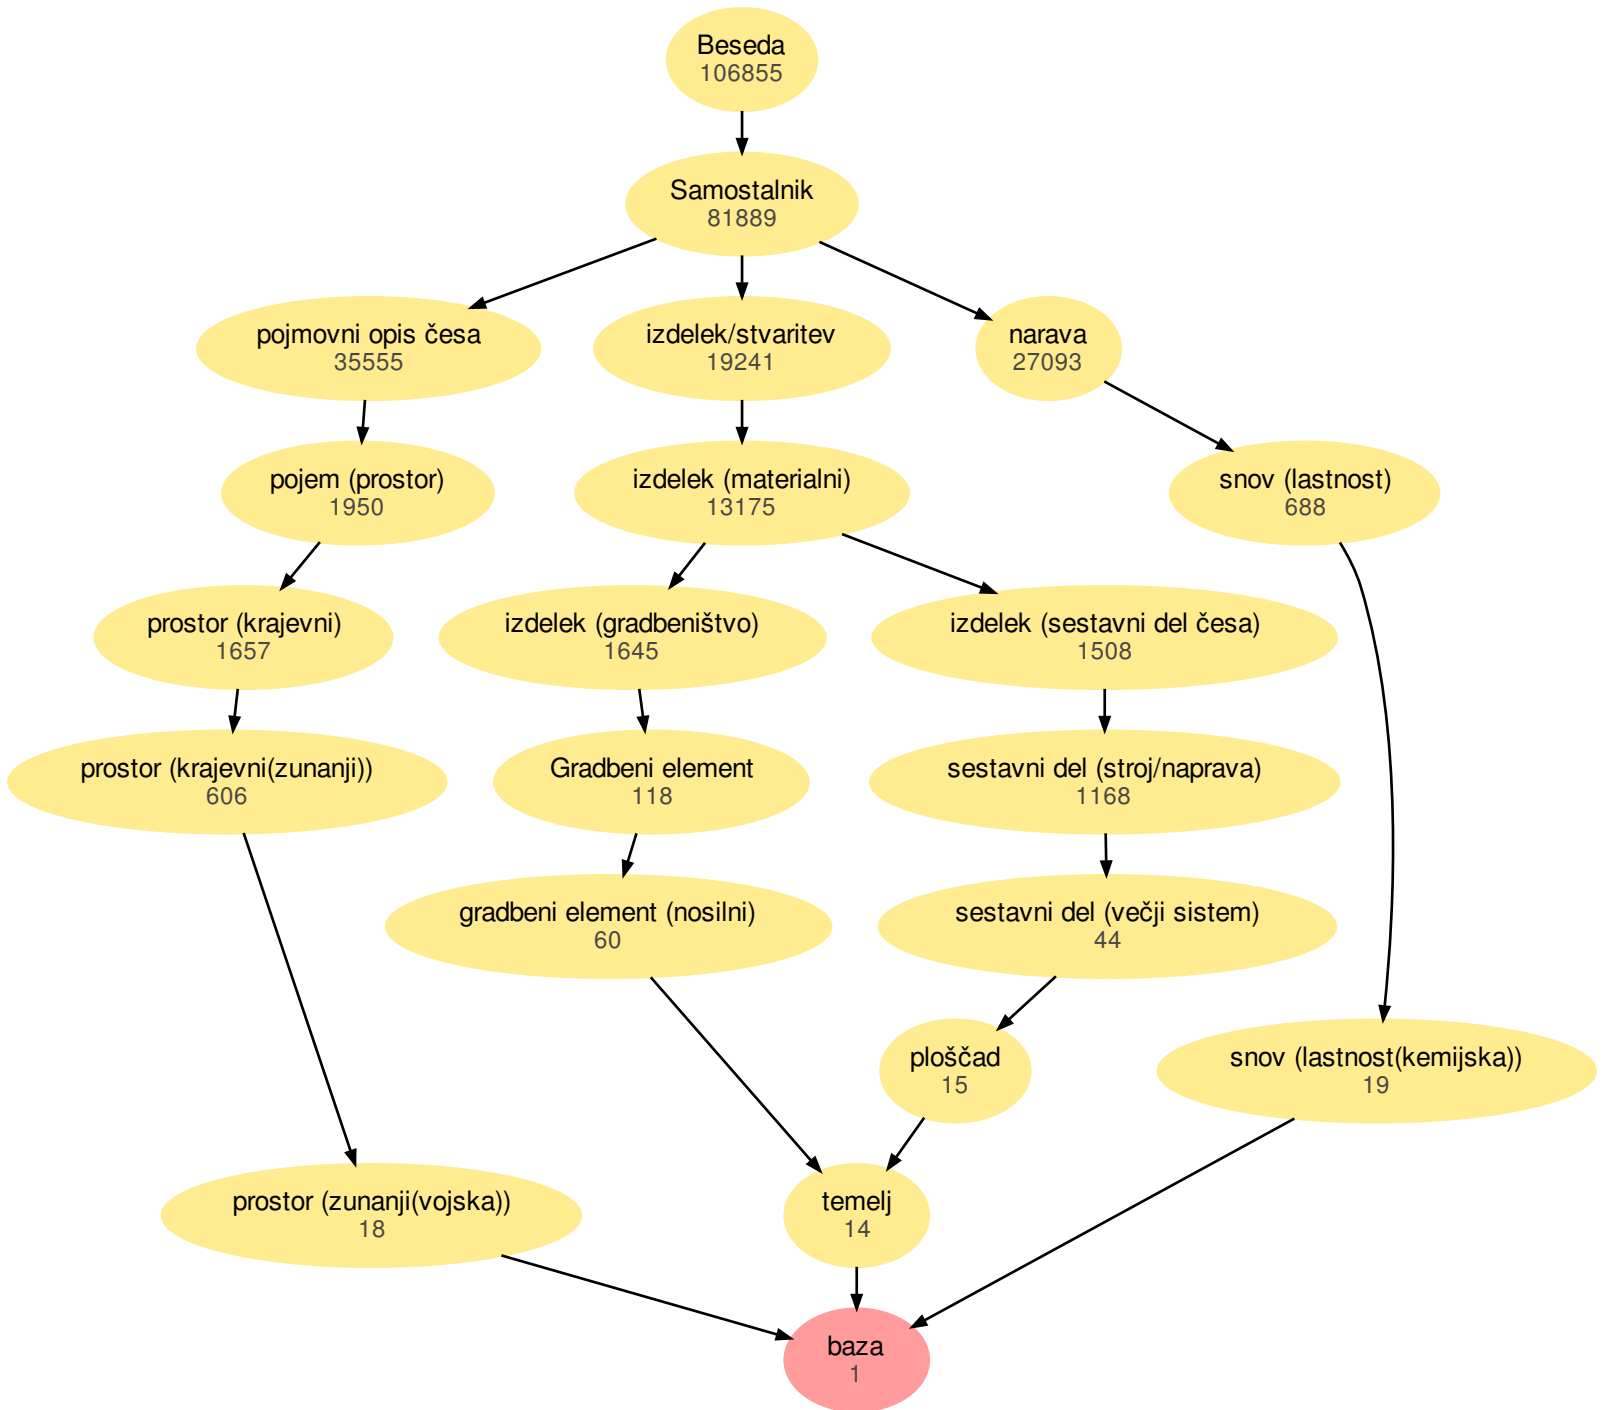 Beseda
106855
Samostalnik
81889
pojmovni opis česa
35555
izdelek/stvaritev
19241
narava
27093
pojem (prostor)
1950
izdelek (materialni)
13175
snov (lastnost)
688
prostor (krajevni)
1657
izdelek (gradbeništvo)
1645
izdelek (sestavni del česa)
1508
prostor (krajevni(zunanji))
606
Gradbeni element
118
sestavni del (stroj/naprava)
1168
gradbeni element (nosilni)
60
sestavni del (večji sistem)
44
ploščad
15
snov (lastnost(kemijska))
19
prostor (zunanji(vojska))
18
temelj
14
baza
1